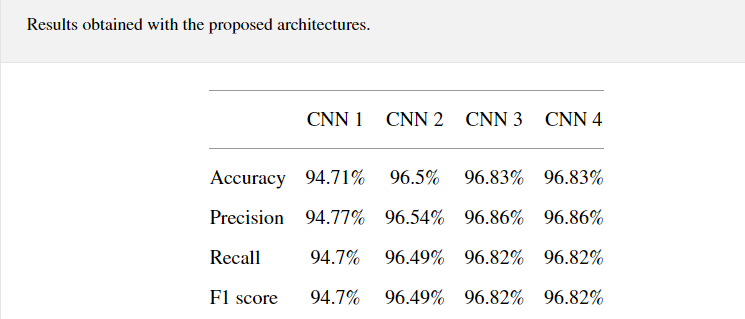 Results obtained with the proposed architectures.
CNN 1 CNN 2 CNN 3 CNN 4
Accuracy 94.71% 96.5% 96.83% 96.83%
Precision 94.77% 96.54% 96.86% 96.86%
Recall 94.7% 96.49% 96.82% 96.82%
F1 score 94.7% 96.49% 96.82% 96.82%